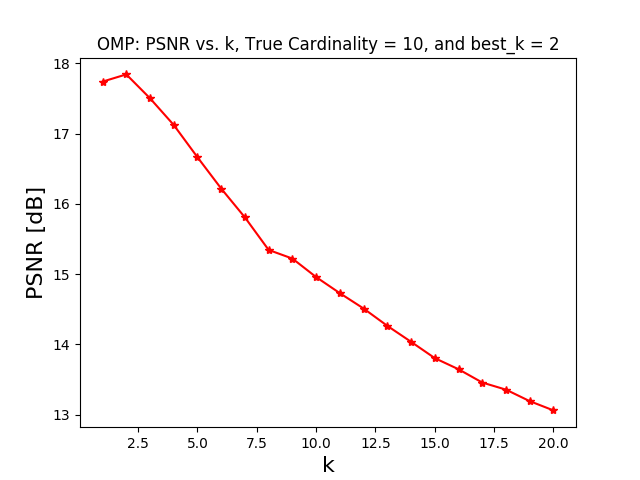 OMP: PSNR vs. k, True Cardinality = 10, and best_k = 2
18
17
16
15
14
13
PSNR [dB]
2.5 5.0 7.5 10.0 12.5 15.0 17.5 20.0
k